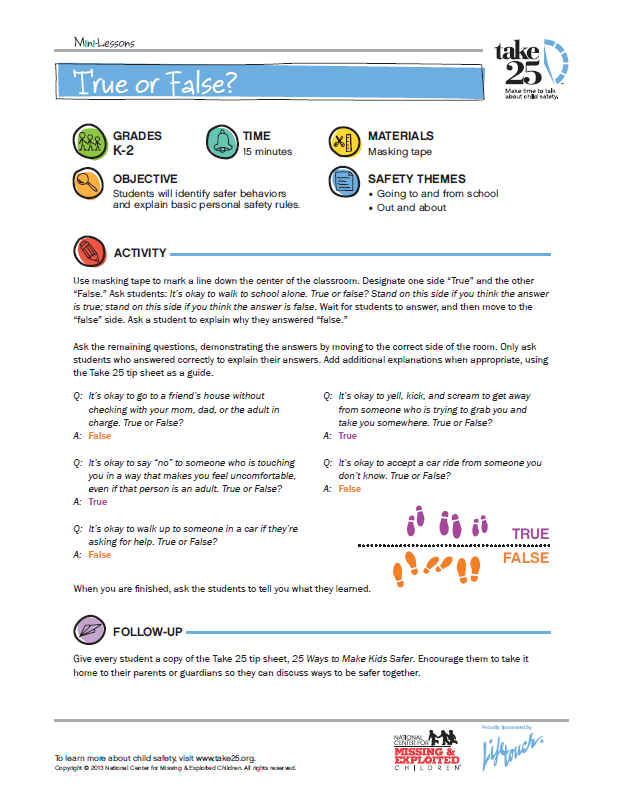 Mini-Lessons
take
25
Make time to talk
about child safety.
True or False?
GRADES
K-2
TIME
15 minutes
MATERIALS
Masking tape
OBJECTIVE
Students will identify safer behaviors
and explain basic personal safety rules.
SAFETY THEMES
• Going to and from school
• Out and about
ACTIVITY
Use masking tape to mark a line down the center of the classroom. Designate one side “True” and the other
“False.” Ask students: It’s okay to walk to school alone. True or false? Stand on this side if you think the answer
is true; stand on this side if you think the answer is false. Wait for students to answer, and then move to the
“false” side. Ask a student to explain why they answered “false.”
Ask the remaining questions, demonstrating the answers by moving to the correct side of the room. Only ask
students who answered correctly to explain their answers. Add additional explanations when appropriate, using
the Take 25 tip sheet as a guide.
Q: It’s okay to go to a friend’s house without
checking with your mom, dad, or the adult in
charge. True or False?
A: False
Q: It’s okay to say “no” to someone who is touching
you in a way that makes you feel uncomfortable,
even if that person is an adult. True or False?
A: True
Q: It’s okay to walk up to someone in a car if they’re
asking for help. True or False?
A: False
Q: It’s okay to yell, kick, and scream to get away
from someone who is trying to grab you and
take you somewhere. True or False?
A: True
Q: It’s okay to accept a car ride from someone you
don’t know. True or False?
A: False
TRUE
FALSE
When you are finished, ask the students to tell you what they learned.
FOLLOW-UP
Give every student a copy of the Take 25 tip sheet, 25 Ways to Make Kids Safer. Encourage them to take it
home to their parents or guardians so they can discuss ways to be safer together.
To learn more about child safety, visit www.take25.org.
Copyright © 2013 National Center for Missing & Exploited Children. All rights reserved.
NATIONAL
CENTER FOR
MISSING &
EXPLOITED
CHILDREN
Proudly Sponsored by
Lifetouch